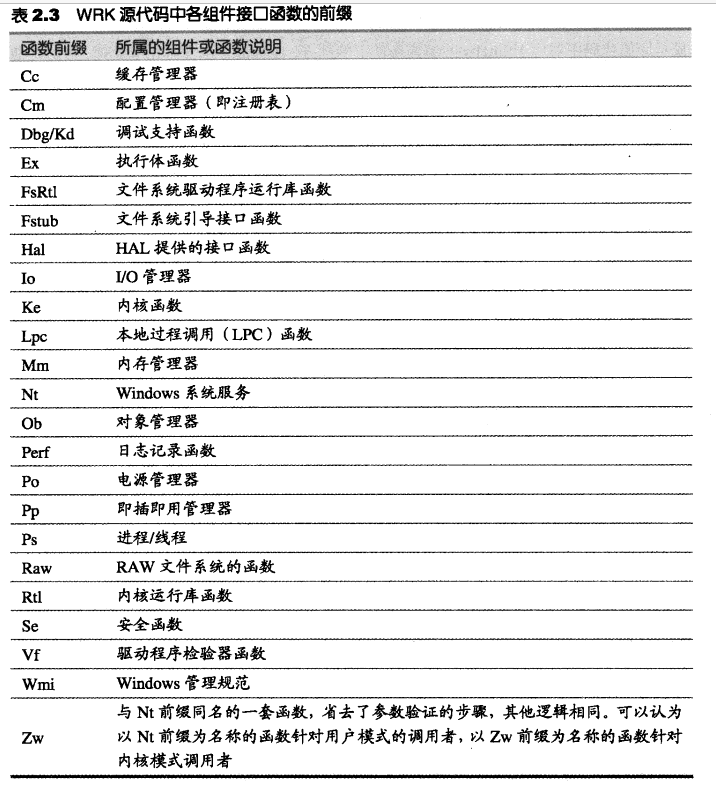 表 2.3 WRK 源代码中各组件接口函数的前缀
函数前缀 所属的组件或函数说明
Cc 缓存管理器
Cm 配置管理器（即注册表）
Dbg/Kd 调试支持函数
Ex 执行体函数
FsRtl 文件系统驱动程序运行库函数
Fstub 文件系统引导接口函数
Hal HAL 提供的接口函数
Io I/O 管理器
Ke 内核函数
Lpc 本地过程调用（LPC）函数
Mm 内存管理器
Nt Windows 系统服务
Ob 对象管理器
Perf 日志记录函数
Po 电源管理器
Pp 即插即用管理器
Ps 进程/线程
Raw RAW 文件系统的函数
Rtl 内核运行库函数
Se 安全函数
Vf 驱动程序检验器函数
Wmi Windows 管理规范
与 Nt 前缀同名的一套函数，省去了参数验证的步骤，其他逻辑相同。可以认为
Zw 以 Nt 前缀为名称的函数针对用户模式的调用者，以 Zw 前缀为名称的函数针对
内核模式调用者